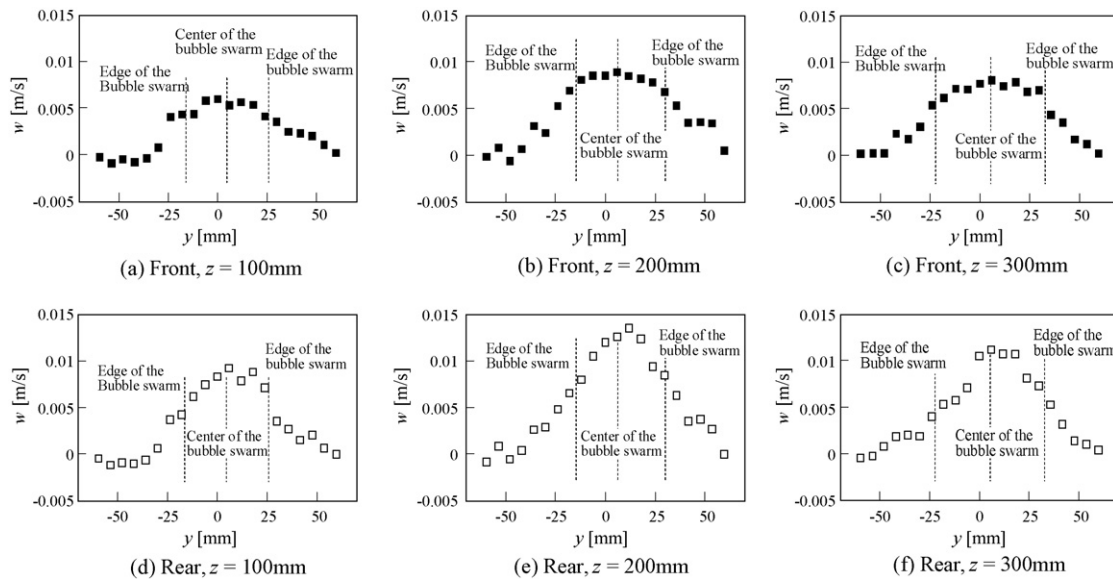 0.015
0.01
0.005
0
-0.005
w [m/s]
Center of the
bubble swarm
Edge of the
Bubble swarm
Edge of the
bubble swarm
-50
-25
0
25
50
y [mm]
(a) Front, z = 100mm
0.015
0.01
0.005
0
-0.005
w [m/s]
Edge of the
Bubble swarm
Edge of the
bubble swarm
Center of the
bubble swarm
-50
-25
0
25
50
y [mm]
(b) Front, z = 200mm
0.015
0.01
0.005
0
-0.005
w [m/s]
Edge of the
Bubble swarm
Edge of the
bubble swarm
Center of the
bubble swarm
-50
-25
0
25
50
y [mm]
(c) Front, z = 300mm
0.015
0.01
0.005
0
-0.005
w [m/s]
Edge of the
Bubble swarm
Edge of the
bubble swarm
Center of the
bubble swarm
-50
-25
0
25
50
y [mm]
(d) Rear, z = 100mm
0.015
0.01
0.005
0
-0.005
w [m/s]
Edge of the
Bubble swarm
Edge of the
bubble swarm
Center of the
bubble swarm
-50
-25
0
25
50
y [mm]
(e) Rear, z = 200mm
0.015
0.01
0.005
0
-0.005
w [m/s]
Edge of the
Bubble swarm
Edge of the
bubble swarm
Center of the
bubble swarm
-50
-25
0
25
50
y [mm]
(f) Rear, z = 300mm